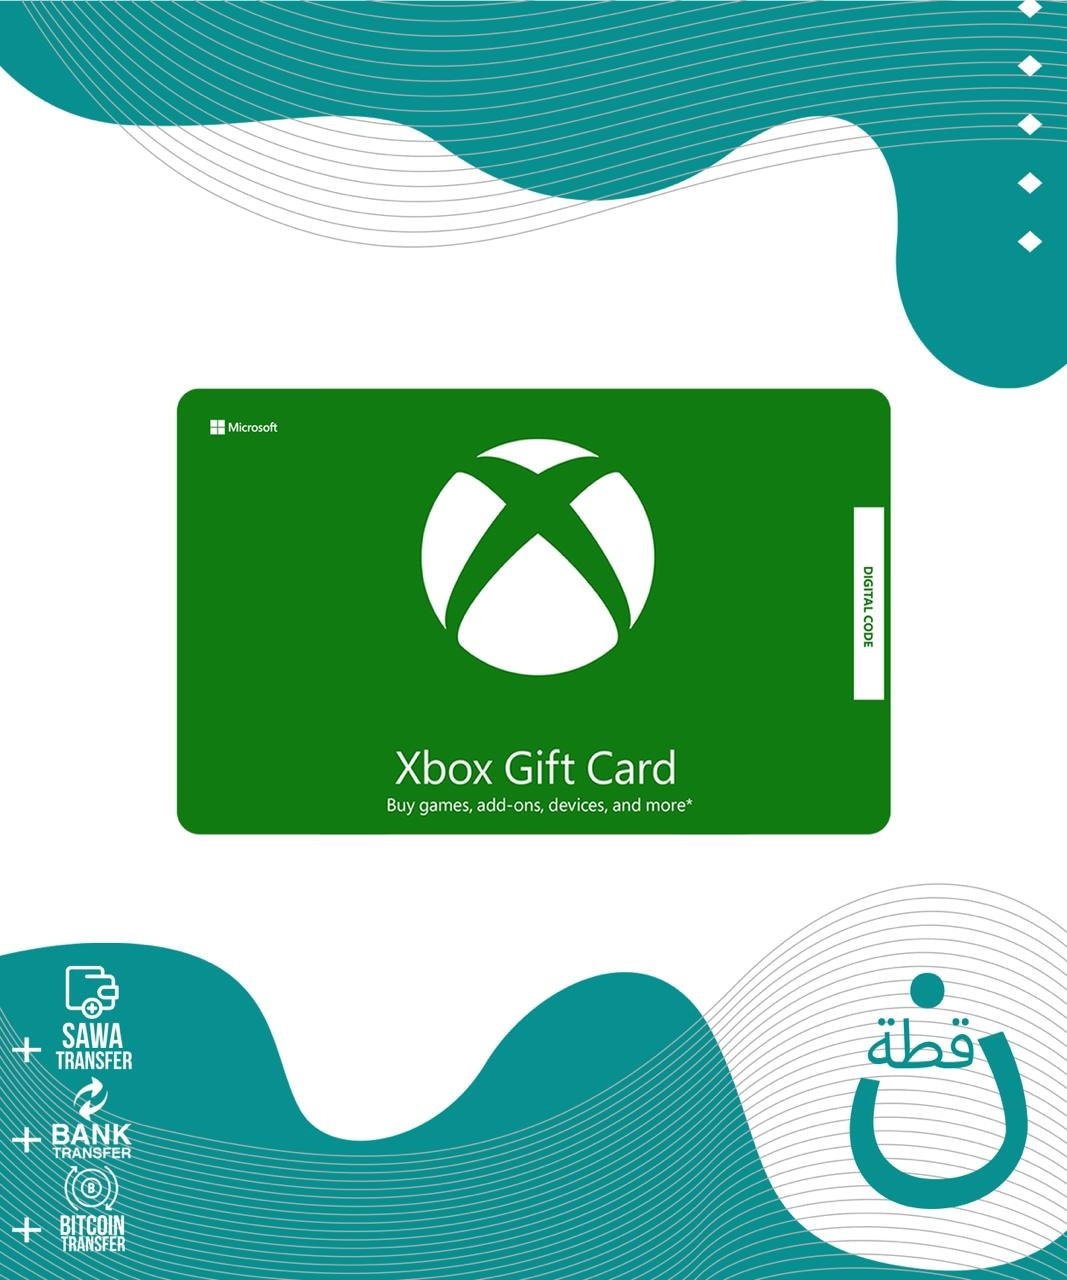 Microsoft
DIGITAL CODE
Xbox Gift Card
Buy games, add-ons, devices, and more*
SAWA
TRANSFER
BANK
TRANSFER
B
BITCOIN
TRANSFER
ن
قطة